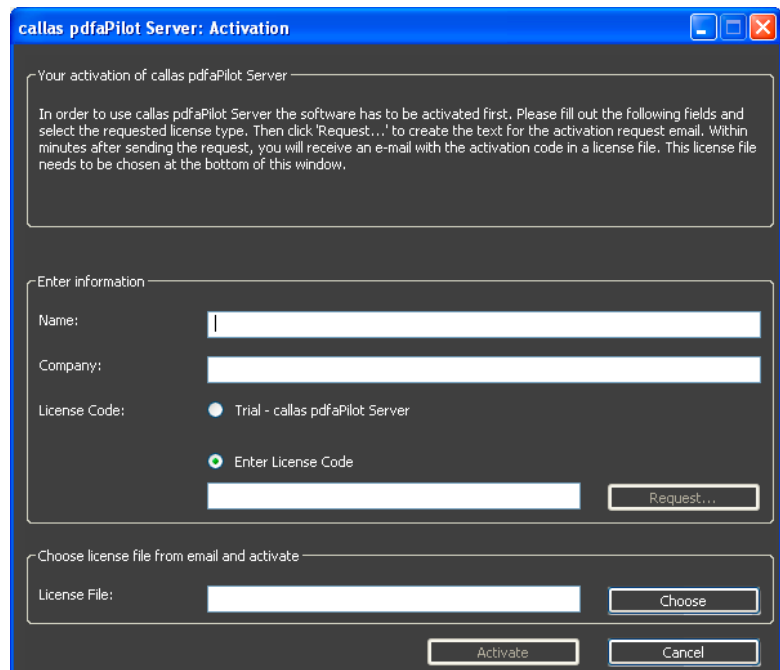 callas pdfaPilot Server: Activation
Your activation of callas pdfaPilot Server
In order to use callas pdfaPilot Server the software has to be activated first. Please fill out the following fields and
select the requested license type. Then click 'Request...' to create the text for the activation request email. Within
minutes after sending the request, you will receive an e-mail with the activation code in a license file. This license file
needs to be chosen at the bottom of this window.
Enter information
Name:
Company:
License Code:
Trial - callas pdfaPilot Server
Enter License Code
Request...
Choose license file from email and activate
License File:
Choose
Activate
Cancel